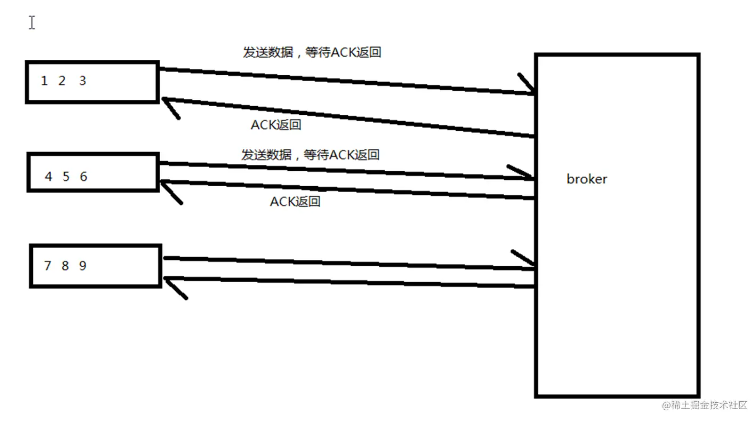 发送数据，等待ACK返回
1 2 3
ACK返回
发送数据，等待ACK返回
4 5 6
broker
ACK返回
7 8 9
@稀土掘金技术社区